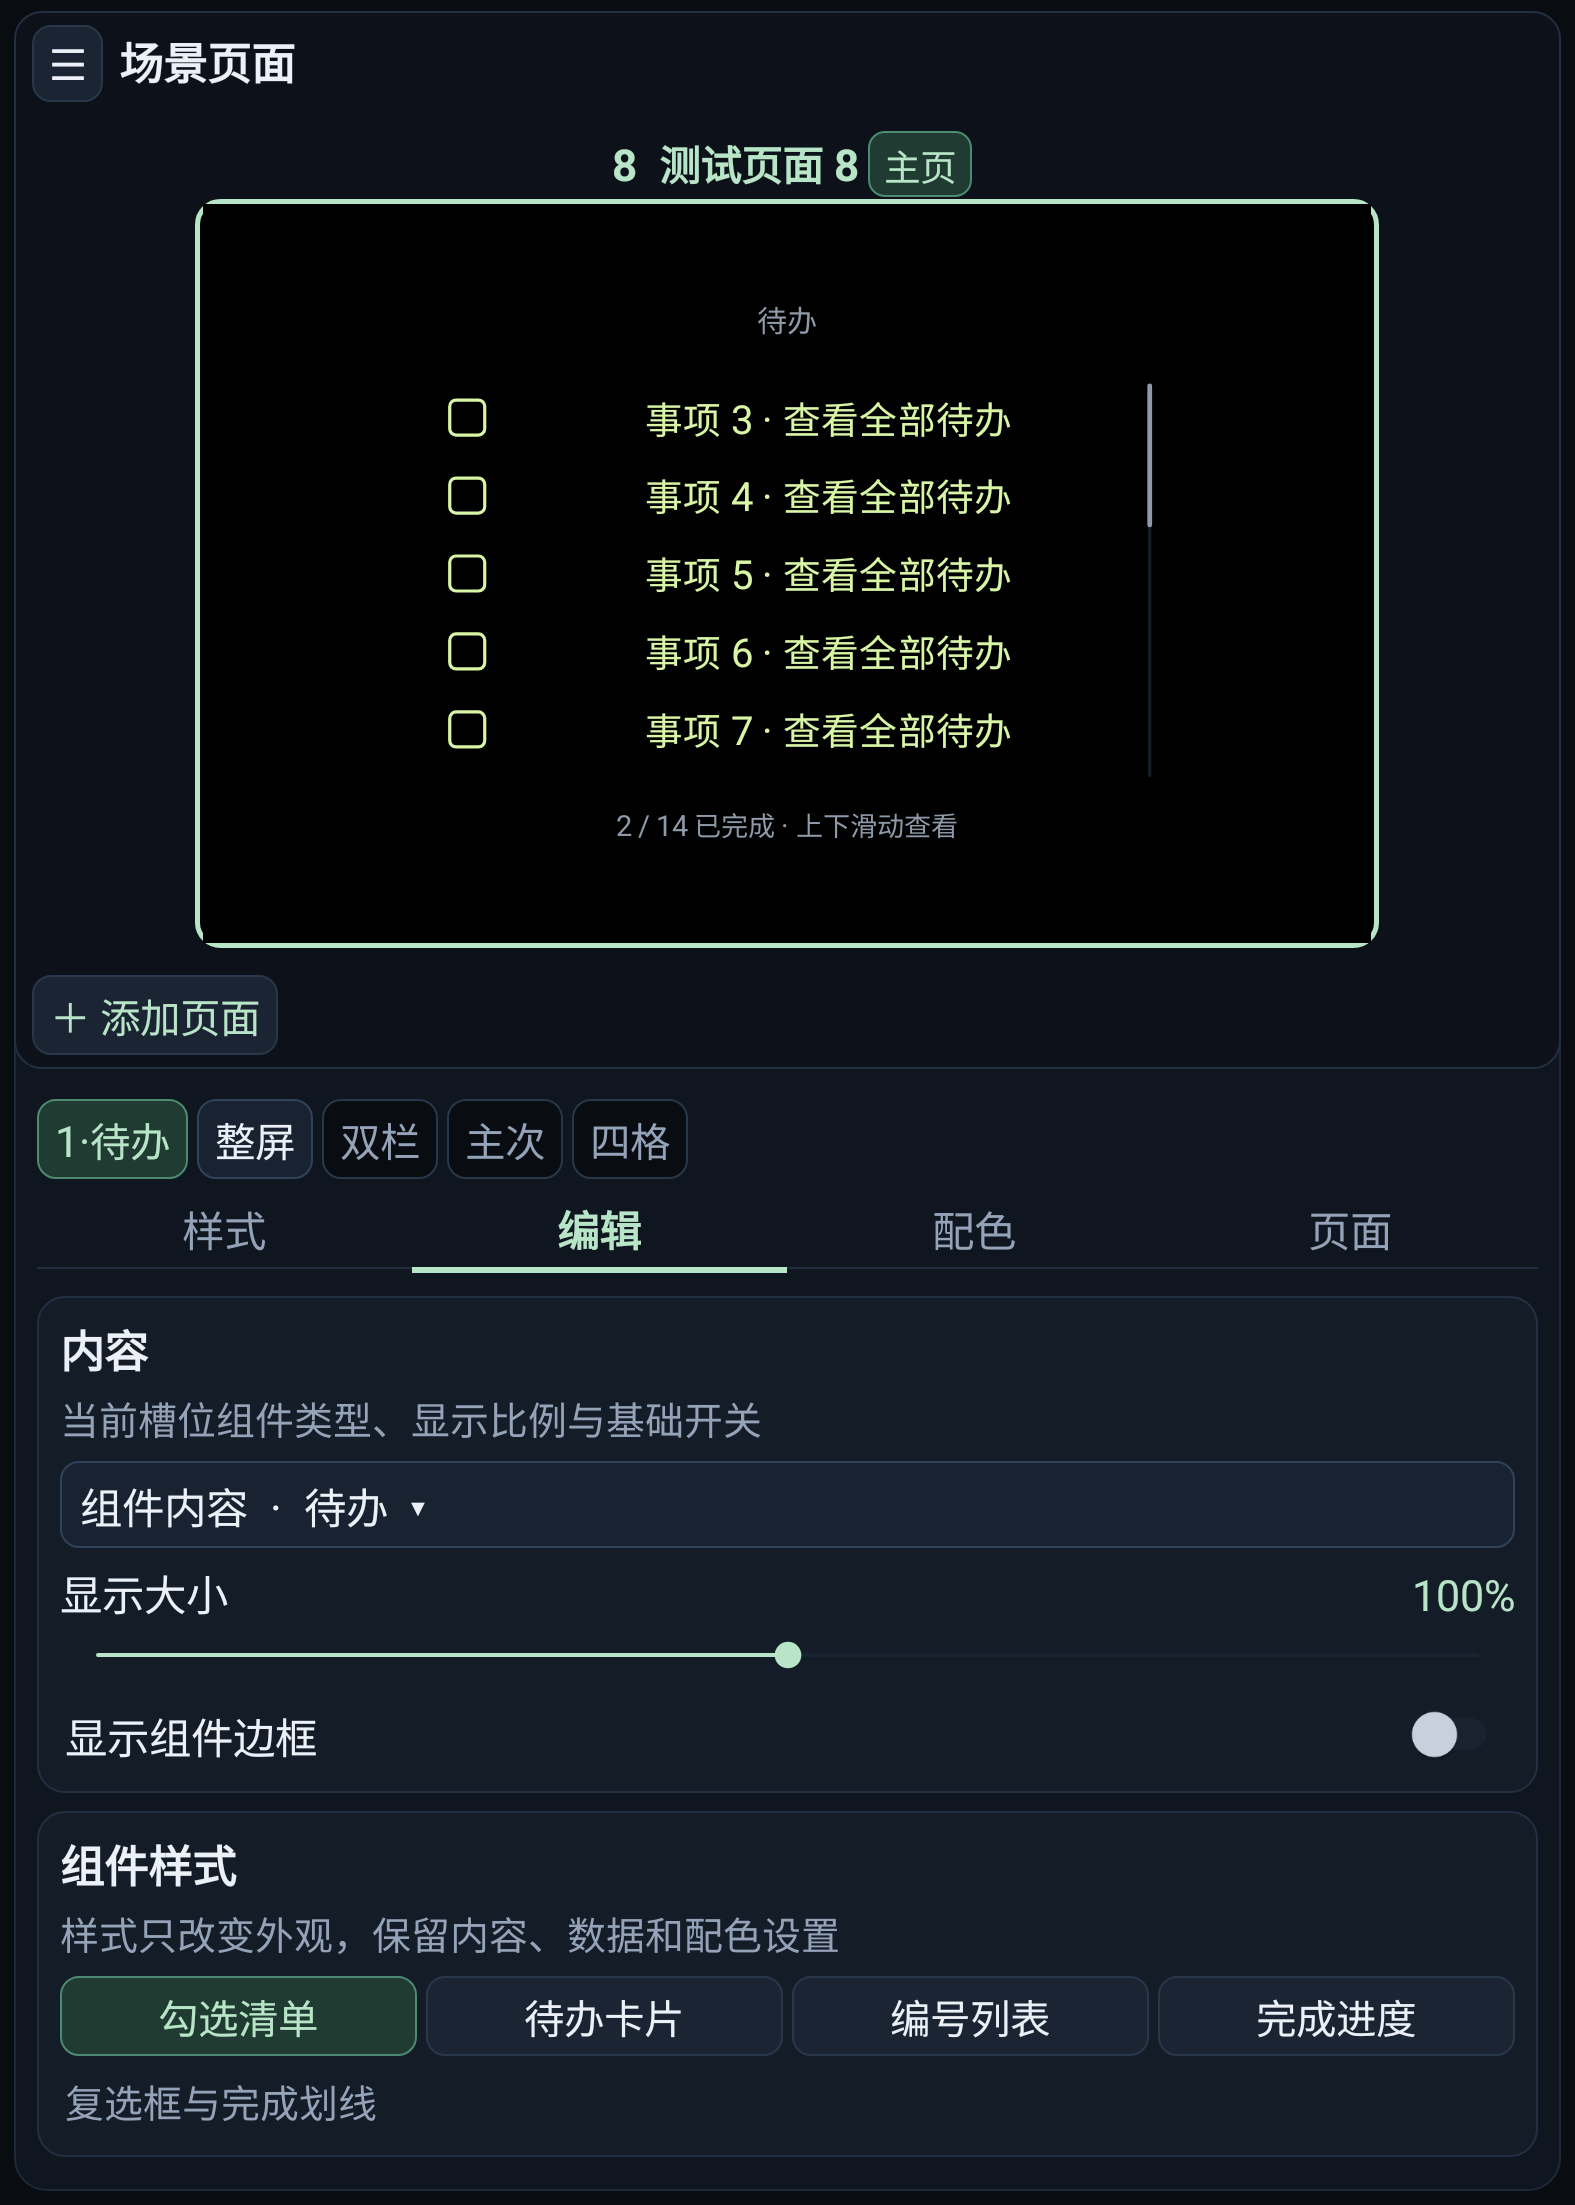 ☰ 场景页面
8 测试页面 8 主页
待办
事项 3 · 查看全部待办
事项 4 · 查看全部待办
事项 5 · 查看全部待办
事项 6 · 查看全部待办
事项 7 · 查看全部待办
2 / 14 已完成 · 上下滑动查看
＋ 添加页面
1·待办 整屏 双栏 主次 四格
样式 编辑 配色 页面
内容
当前槽位组件类型、显示比例与基础开关
组件内容 · 待办 ▾
显示大小 100%
显示组件边框
组件样式
样式只改变外观，保留内容、数据和配色设置
勾选清单 待办卡片 编号列表 完成进度
复选框与完成划线